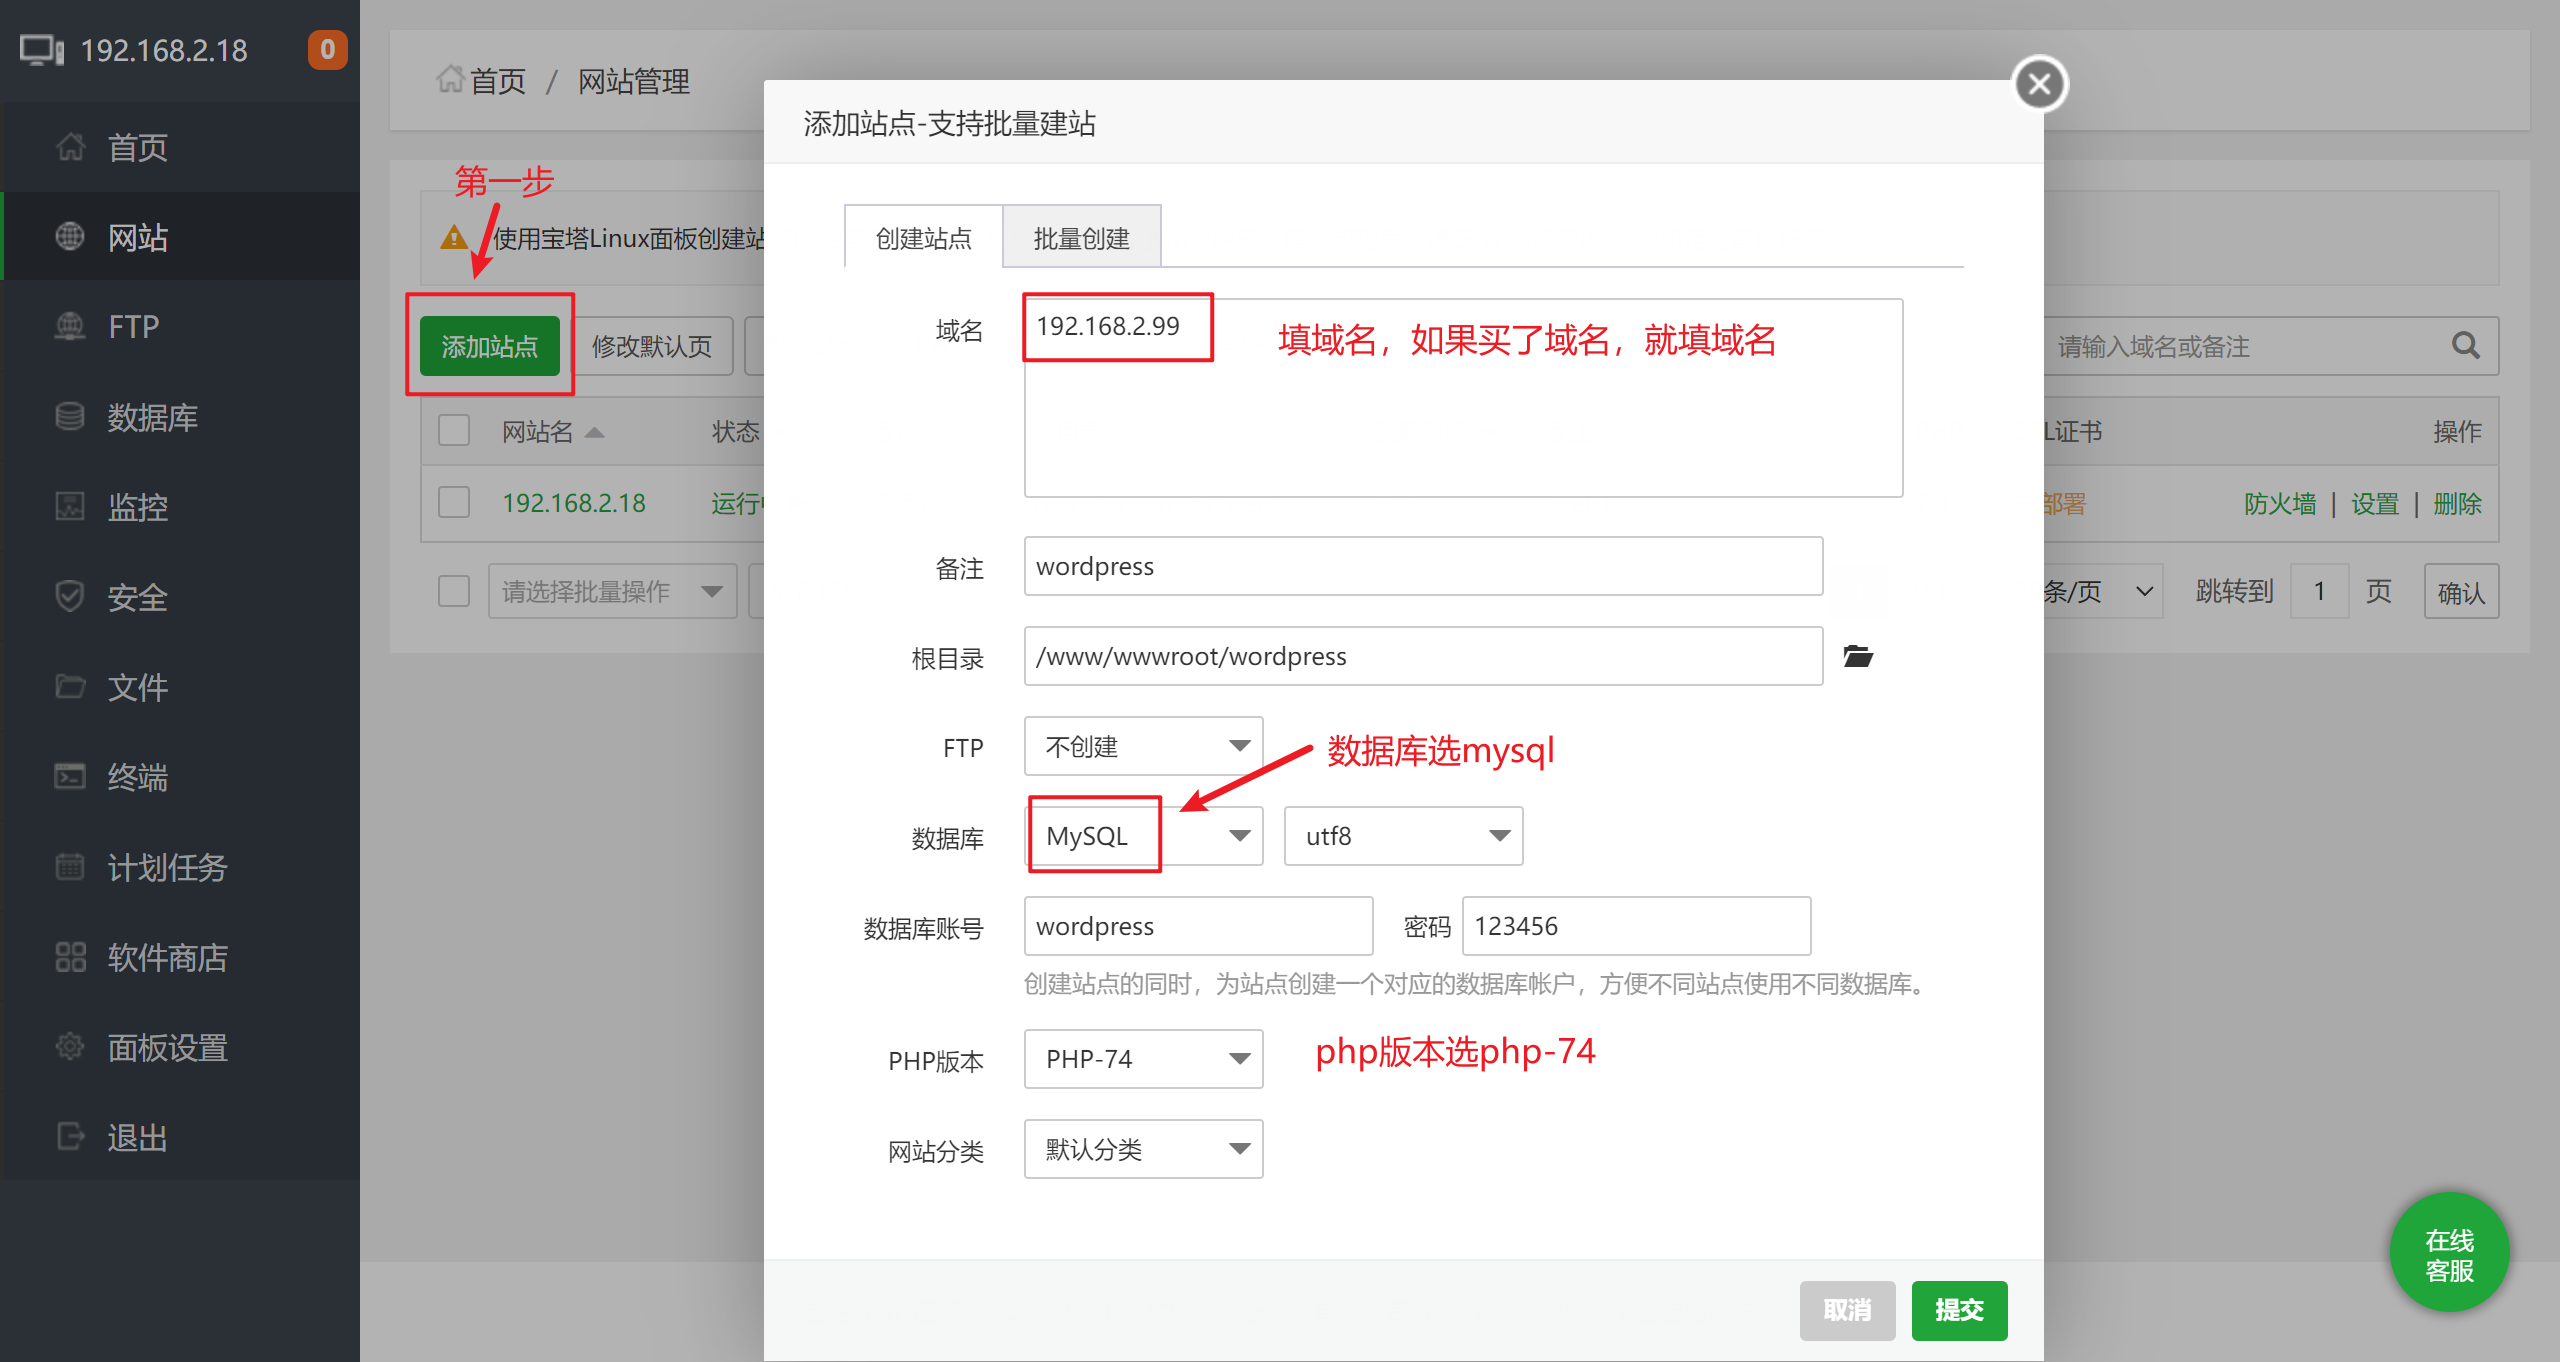 192.168.2.18
0
首页
网站
FTP
数据库
监控
安全
文件
终端
计划任务
软件商店
面板设置
退出
首页 / 网站管理
第一步
使用宝塔Linux面板创建站
添加站点
修改默认页
请输入域名或备注
网站名
状态
L证书
操作
192.168.2.18
运行
部署
防火墙 | 设置 | 删除
请选择批量操作
条/页
跳转到
1
页
确认
添加站点-支持批量建站
创建站点
批量创建
域名
192.168.2.99
填域名，如果买了域名，就填域名
备注
wordpress
根目录
/www/wwwroot/wordpress
FTP
不创建
数据库选mysql
数据库
MySQL
utf8
数据库账号
wordpress
密码
123456
创建站点的同时，为站点创建一个对应的数据库帐户，方便不同站点使用不同数据库。
PHP版本
PHP-74
php版本选php-74
网站分类
默认分类
取消
提交
在线
客服